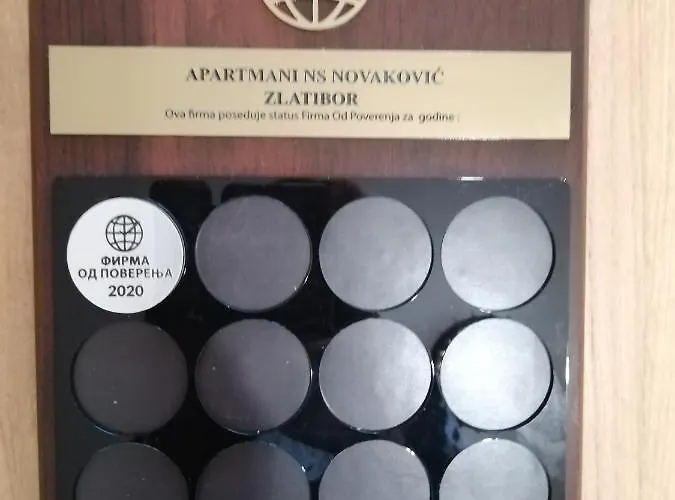 APARTMANI NS NOVAKOVIĆ
ZLATIBOR
Ova firma poseduje status Firma Od Poverenja za godine :
ФИРМА
ОД ПОВЕРЕЊА
2020